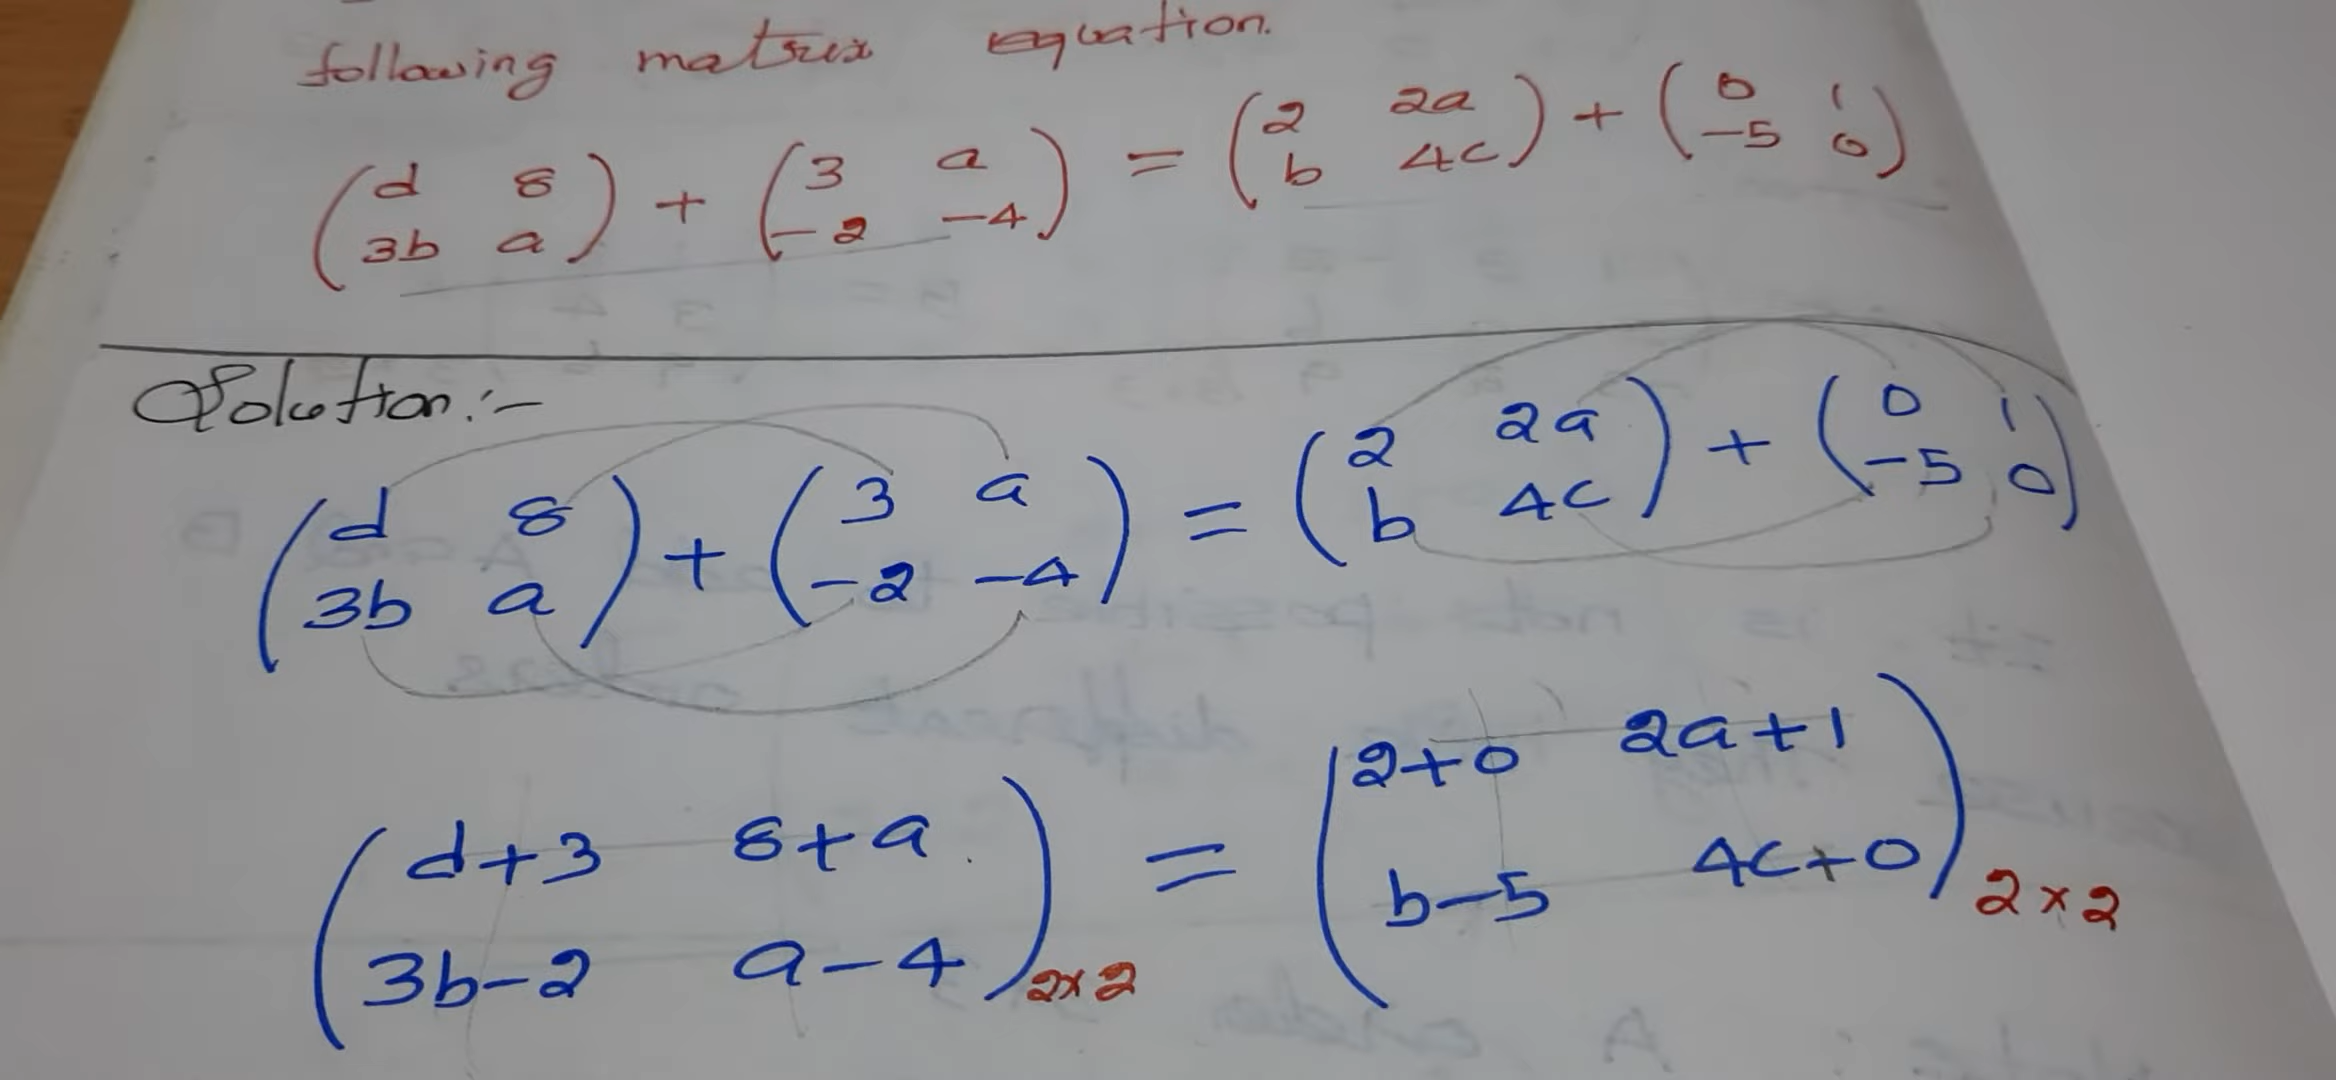 following matrix equation.
(d 8
3b a) + (3 a
-2 -4) = (2 2a
b 4c) + (0 1
-5 0)
Solution:-
(d 8
3b a) + (3 a
-2 -4) = (2 2a
b 4c) + (0 1
-5 0)
(d+3 8+a
3b-2 a-4)2×2 = (2+0 2a+1
b-5 4c+0)2×2